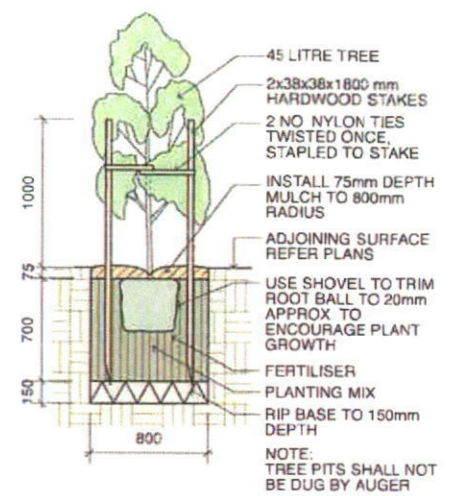 45 LITRE TREE
2x38x38x1800 mm
HARDWOOD STAKES
2 NO NYLON TIES
TWISTED ONCE,
STAPLED TO STAKE
INSTALL 75mm DEPTH
MULCH TO 800mm
RADIUS
ADJOINING SURFACE
REFER PLANS
USE SHOVEL TO TRIM
ROOT BALL TO 20mm
APPROX TO
ENCOURAGE PLANT
GROWTH
FERTILISER
PLANTING MIX
RIP BASE TO 150mm
DEPTH
NOTE:
TREE PITS SHALL NOT
BE DUG BY AUGER
1000
75
700
150
800